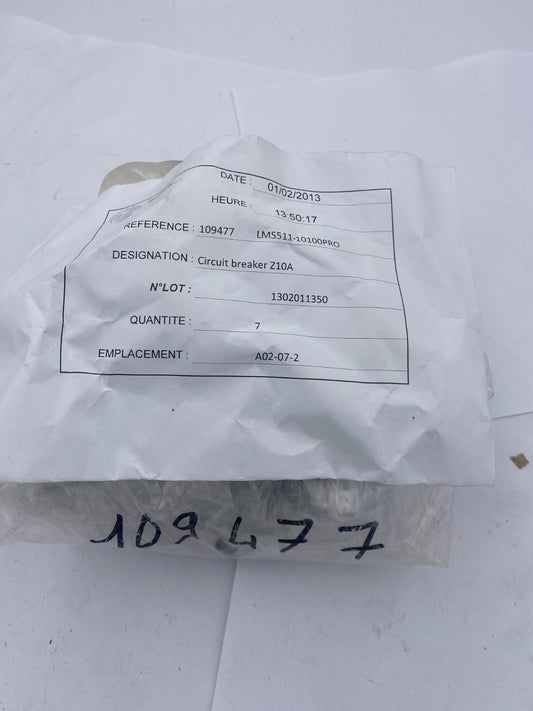 DATE : 01/02/2013
HEURE : 13:50:17
REFERENCE : 109477 LMS511-10100PRO
DESIGNATION : Circuit breaker Z10A
N°LOT : 1302011350
QUANTITE : 7
EMPLACEMENT : A02-07-2
109477